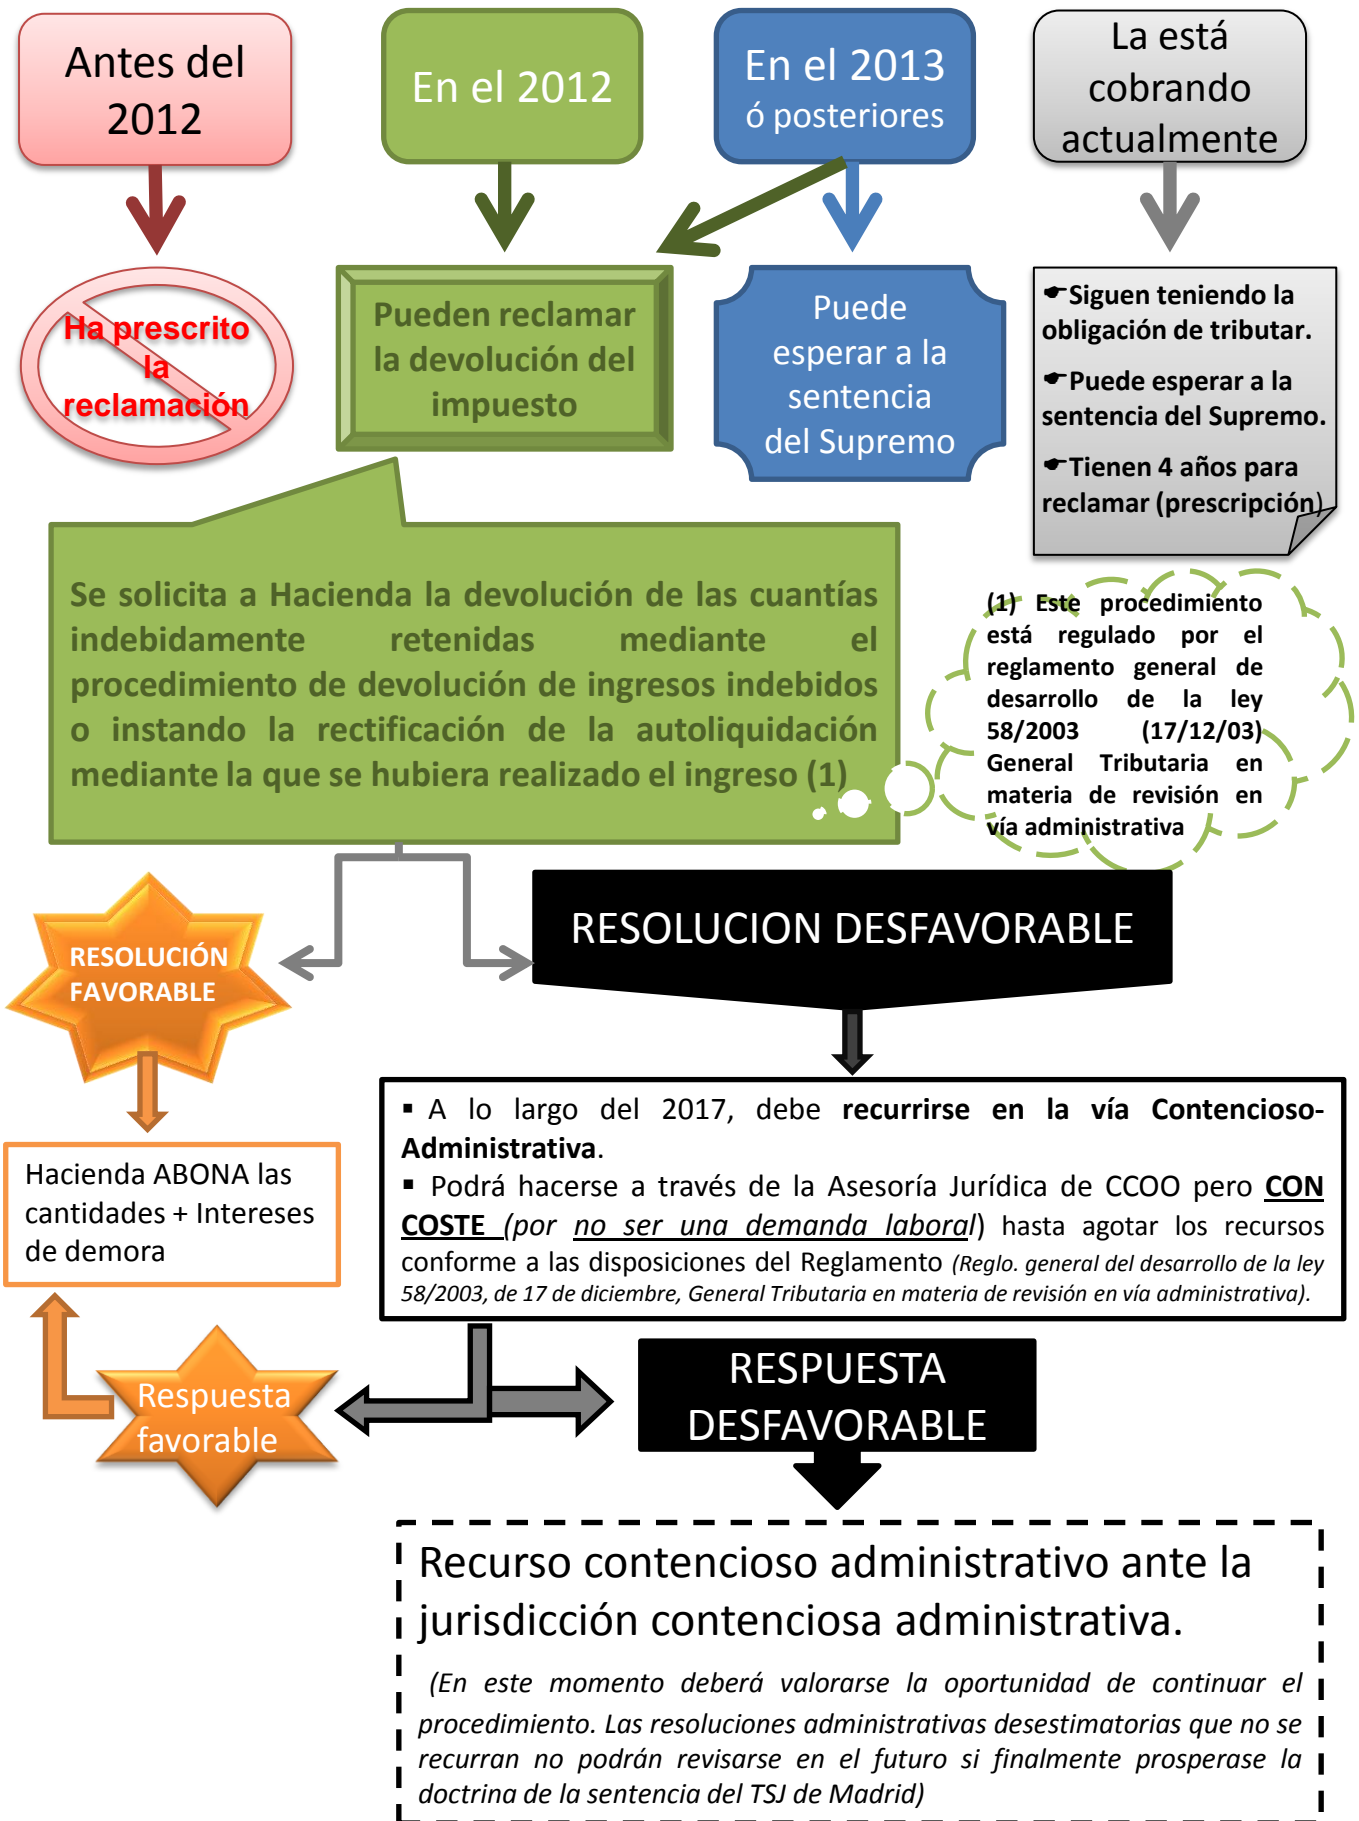 Antes del
2012
En el 2012
En el 2013
ó posteriores
La está
cobrando
actualmente
Ha prescrito
la
reclamación
Pueden reclamar
la devolución del
impuesto
Puede
esperar a la
sentencia
del Supremo
☛Siguen teniendo la
obligación de tributar.
☛Puede esperar a la
sentencia del Supremo.
☛Tienen 4 años para
reclamar (prescripción)
Se solicita a Hacienda la devolución de las cuantías
indebidamente retenidas mediante el
procedimiento de devolución de ingresos indebidos
o instando la rectificación de la autoliquidación
mediante la que se hubiera realizado el ingreso (1)
(1) Este procedimiento
está regulado por el
reglamento general de
desarrollo de la ley
58/2003 (17/12/03)
General Tributaria en
materia de revisión en
vía administrativa
RESOLUCIÓN
FAVORABLE
RESOLUCION DESFAVORABLE
Hacienda ABONA las
cantidades + Intereses
de demora
▪ A lo largo del 2017, debe recurrirse en la vía Contencioso-
Administrativa.
▪ Podrá hacerse a través de la Asesoría Jurídica de CCOO pero CON
COSTE (por no ser una demanda laboral) hasta agotar los recursos
conforme a las disposiciones del Reglamento (Reglo. general del desarrollo de la ley
58/2003, de 17 de diciembre, General Tributaria en materia de revisión en vía administrativa).
Respuesta
favorable
RESPUESTA
DESFAVORABLE
Recurso contencioso administrativo ante la
jurisdicción contenciosa administrativa.
(En este momento deberá valorarse la oportunidad de continuar el
procedimiento. Las resoluciones administrativas desestimatorias que no se
recurran no podrán revisarse en el futuro si finalmente prosperase la
doctrina de la sentencia del TSJ de Madrid)